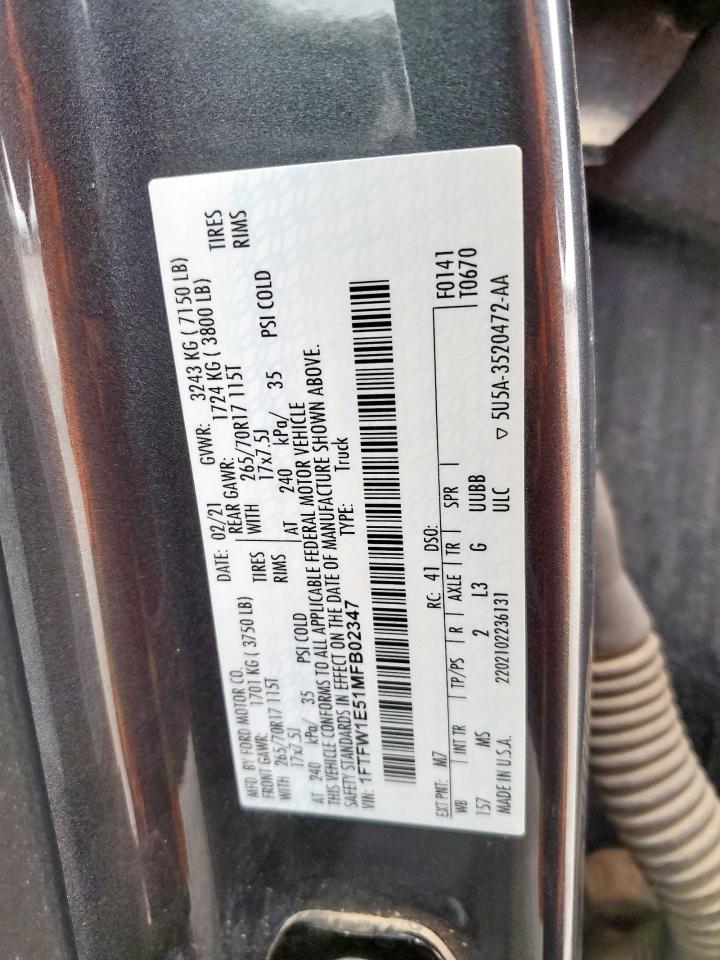 MFD. BY FORD MOTOR CO.
DATE: 02/21 GVWR: 3243 KG ( 7150 LB)
FRONT GAWR: 1701 KG ( 3750 LB) REAR GAWR: 1724 KG ( 3800 LB)
WITH 265/70R17 115T TIRES WITH 265/70R17 115T TIRES
17x7.5J RIMS 17x7.5J RIMS
AT 240 kPa/ 35 PSI COLD AT 240 kPa/ 35 PSI COLD
THIS VEHICLE CONFORMS TO ALL APPLICABLE FEDERAL MOTOR VEHICLE
SAFETY STANDARDS IN EFFECT ON THE DATE OF MANUFACTURE SHOWN ABOVE.
VIN: 1FTFW1E51MFB02347 TYPE: Truck
EXT PNT: M7 RC: 41 DSO: F0141
WB INT TR TP/PS R AXLE TR SPR T0670
157 MS 2 L3 G UUBB
MADE IN U.S.A. 2202102236131 ULC ▽ 5U5A-3520472-AA